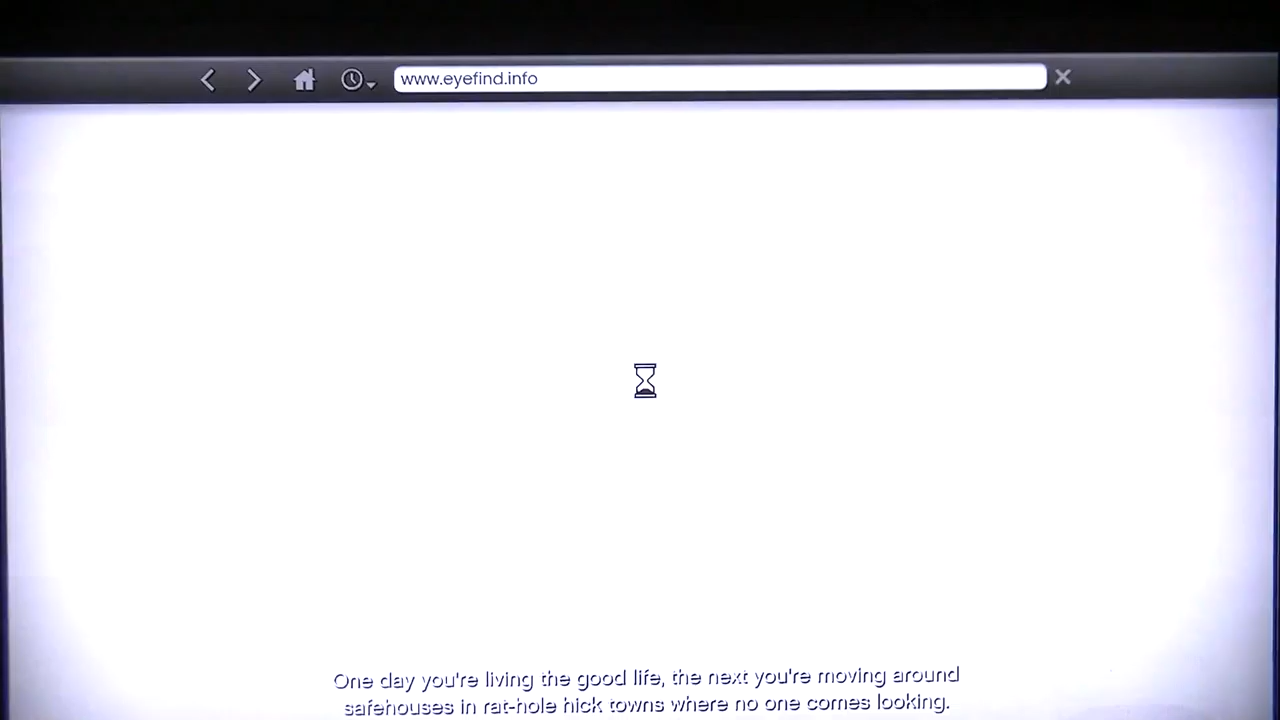 www.eyefind.info
One day you're living the good life, the next you're moving around
safehouses in rat-hole hick towns where no one comes looking.